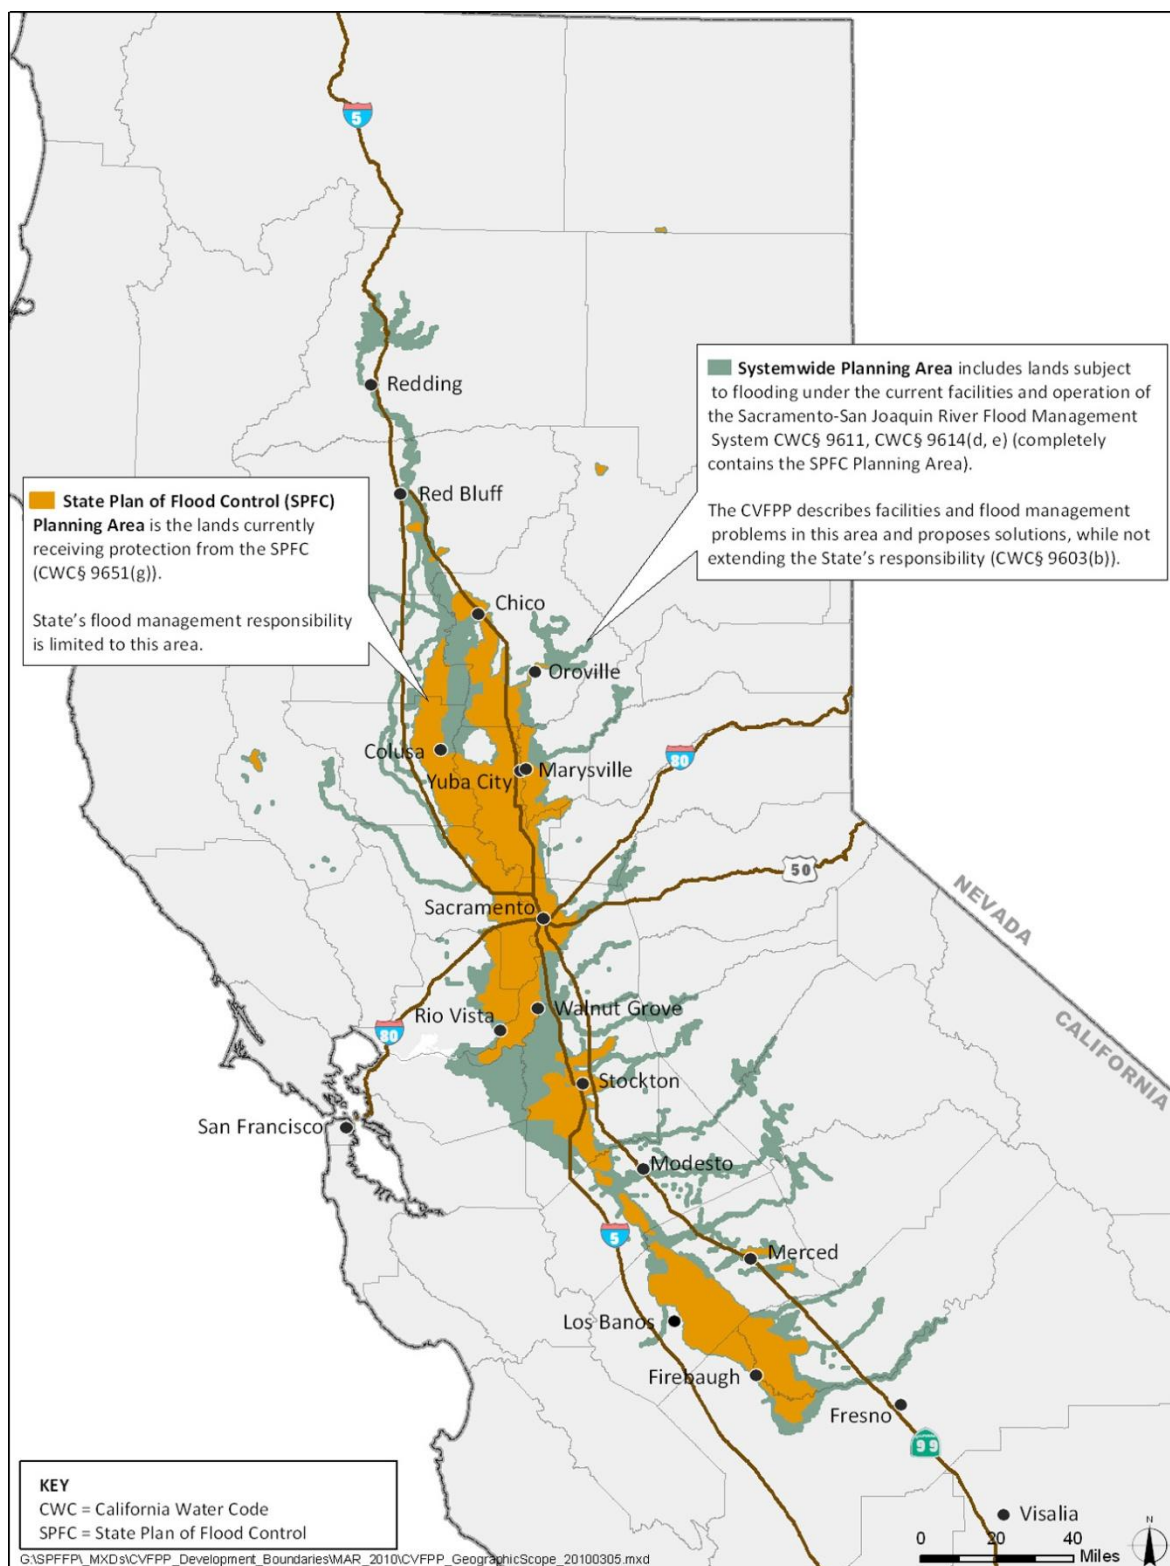 5
Redding
Systemwide Planning Area includes lands subject
to flooding under the current facilities and operation of
the Sacramento-San Joaquin River Flood Management
System CWC§ 9611, CWC§ 9614(d, e) (completely
contains the SPFC Planning Area).
The CVFPP describes facilities and flood management
problems in this area and proposes solutions, while not
extending the State's responsibility (CWC§ 9603(b)).
Red Bluff
State Plan of Flood Control (SPFC)
Planning Area is the lands currently
receiving protection from the SPFC
(CWC§ 9651(g)).
State's flood management responsibility
is limited to this area.
Chico
Oroville
Colusa
Yuba City
Marysville
80
50
Sacramento
NEVADA
CALIFORNIA
Rio Vista
Walnut Grove
80
Stockton
San Francisco
Modesto
5
Merced
Los Banos
Firebaugh
Fresno
99
KEY
CWC = California Water Code
SPFC = State Plan of Flood Control
Visalia
N
0 20 40
Miles
G:\SPFFP\_MXDs\CVFPP_Development_Boundaries\MAR_2010\CVFPP_GeographicScope_20100305.mxd